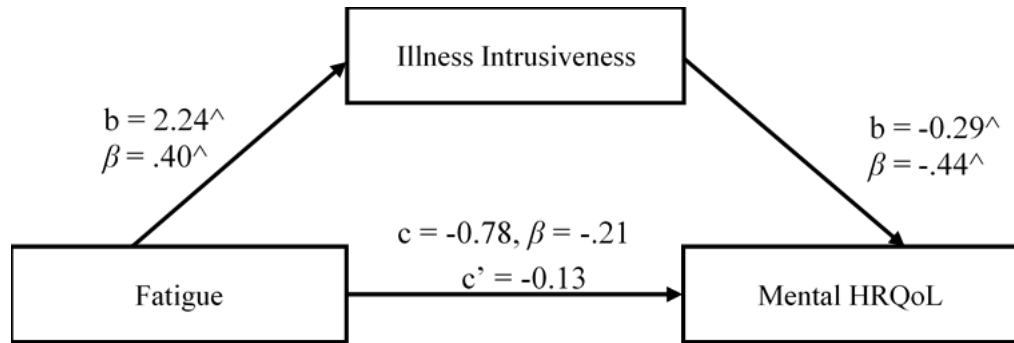 Illness Intrusiveness
b = 2.24^
β = .40^
b = -0.29^
β = -.44^
c = -0.78, β = -.21
c’ = -0.13
Fatigue
Mental HRQoL